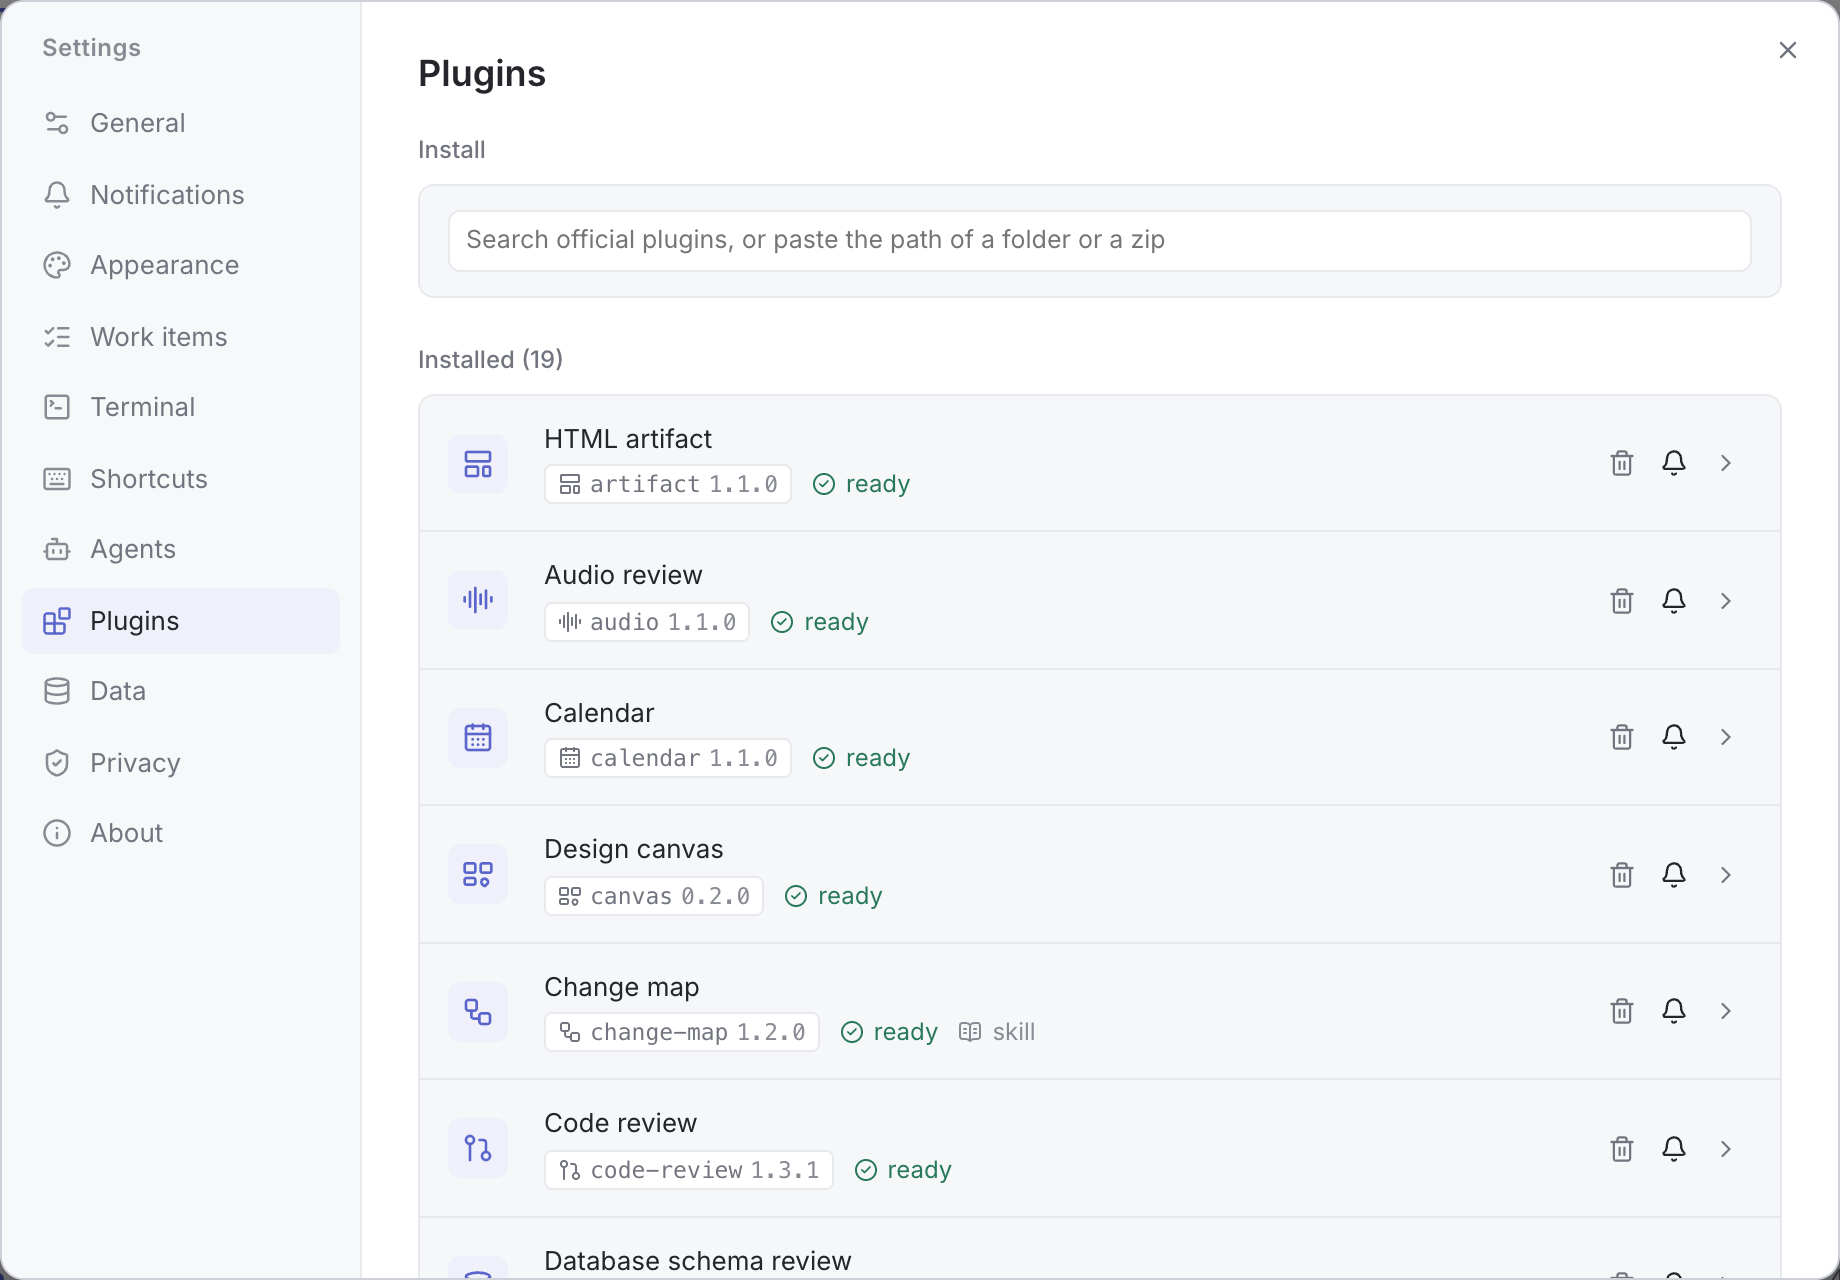 Settings
General
Notifications
Appearance
Work items
Terminal
Shortcuts
Agents
Plugins
Data
Privacy
About
Plugins
Install
Search official plugins, or paste the path of a folder or a zip
Installed (19)
HTML artifact
artifact 1.1.0 ready
Audio review
audio 1.1.0 ready
Calendar
calendar 1.1.0 ready
Design canvas
canvas 0.2.0 ready
Change map
change-map 1.2.0 ready skill
Code review
code-review 1.3.1 ready
Database schema review